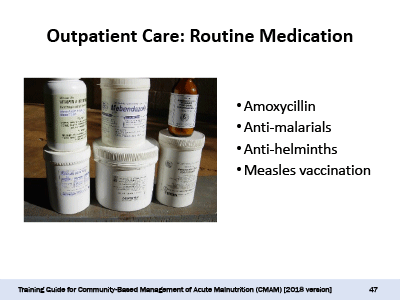 Outpatient Care: Routine Medication
Mebendazole
• Amoxycillin
• Anti-malarials
• Anti-helminths
• Measles vaccination
Training Guide for Community-Based Management of Acute Malnutrition (CMAM) [2018 version] 47